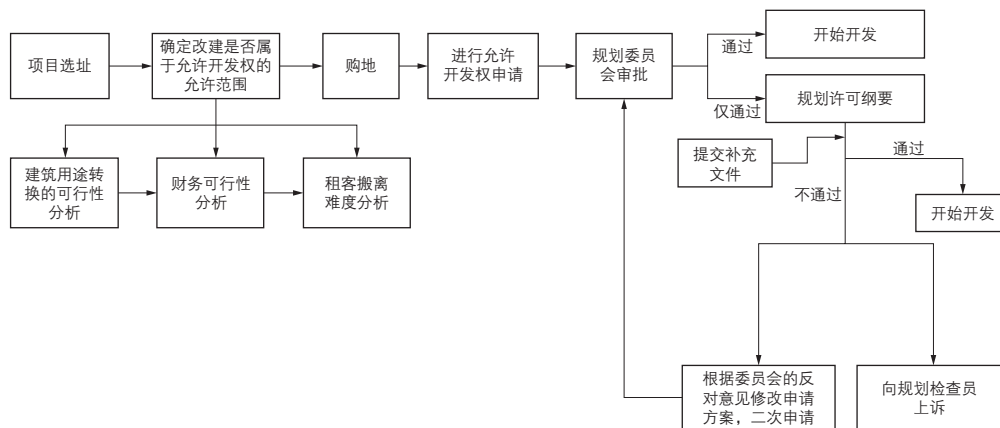 项目选址
确定改建是否属
于允许开发权的
允许范围
购地
进行允许
开发权申请
规划委员
会审批
通过
开始开发
仅通过
规划许可纲要
建筑用途转
换的可行性
分析
财务可行性
分析
租客搬离
难度分析
提交补充
文件
通过
不通过
开始开发
根据委员会的反
对意见修改申请
方案，二次申请
向规划检查员
上诉